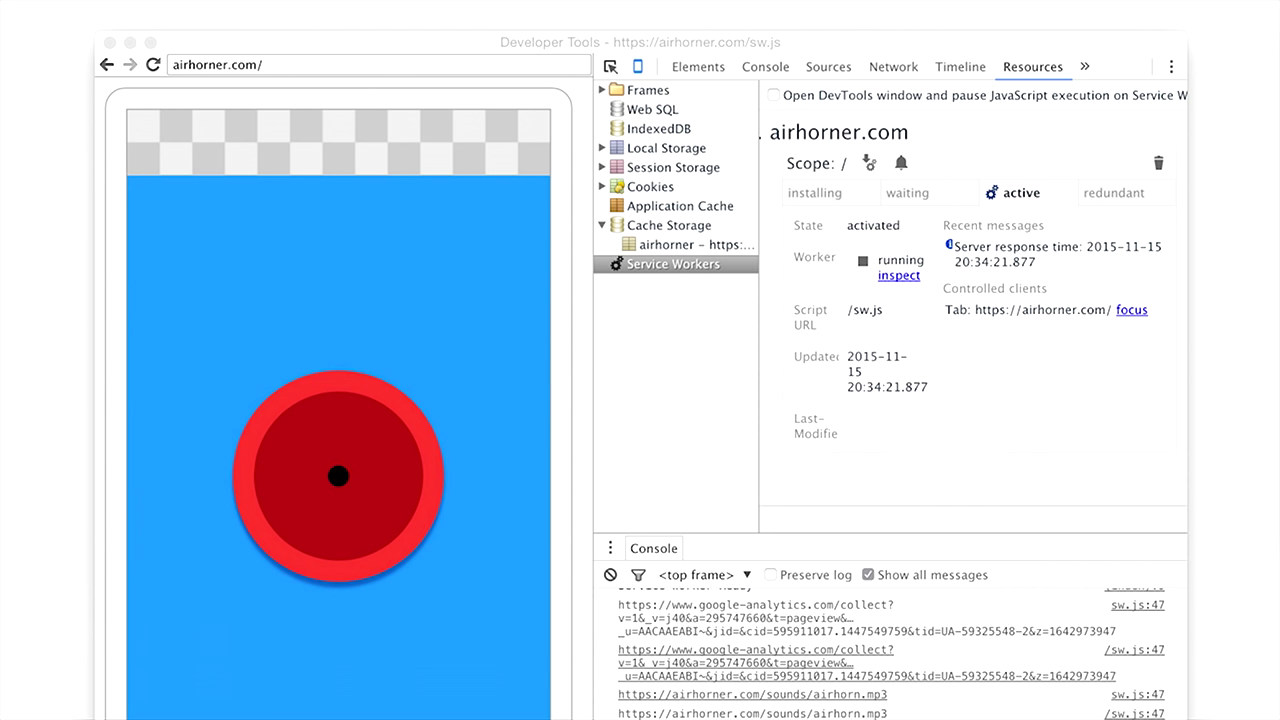 Developer Tools - https://airhorner.com/sw.js
airhorner.com/
Elements Console Sources Network Timeline Resources »
Frames
Web SQL
IndexedDB
Local Storage
Session Storage
Cookies
Application Cache
Cache Storage
airhorner - https:...
Service Workers
Open DevTools window and pause JavaScript execution on Service W
airhorner.com
Scope: /
installing waiting active redundant
State activated
Worker running
inspect
Script /sw.js
URL
Updated 2015-11-
15
20:34:21.877
Last-
Modifie
Recent messages
Server response time: 2015-11-15
20:34:21.877
Controlled clients
Tab: https://airhorner.com/ focus
Console
<top frame> ▼ Preserve log Show all messages
https://www.google-analytics.com/collect? sw.js:47
v=1&_v=j40&a=295747660&t=pageview&…
_u=AACAAEABI~&jid=&cid=595911017.1447549759&tid=UA-59325548-2&z=1642973947
https://www.google-analytics.com/collect? /sw.js:47
v=1&_v=j40&a=295747660&t=pageview&…
_u=AACAAEABI~&jid=&cid=595911017.1447549759&tid=UA-59325548-2&z=1642973947
https://airhorner.com/sounds/airhorn.mp3 sw.js:47
https://airhorner.com/sounds/airhorn.mp3 /sw.js:47